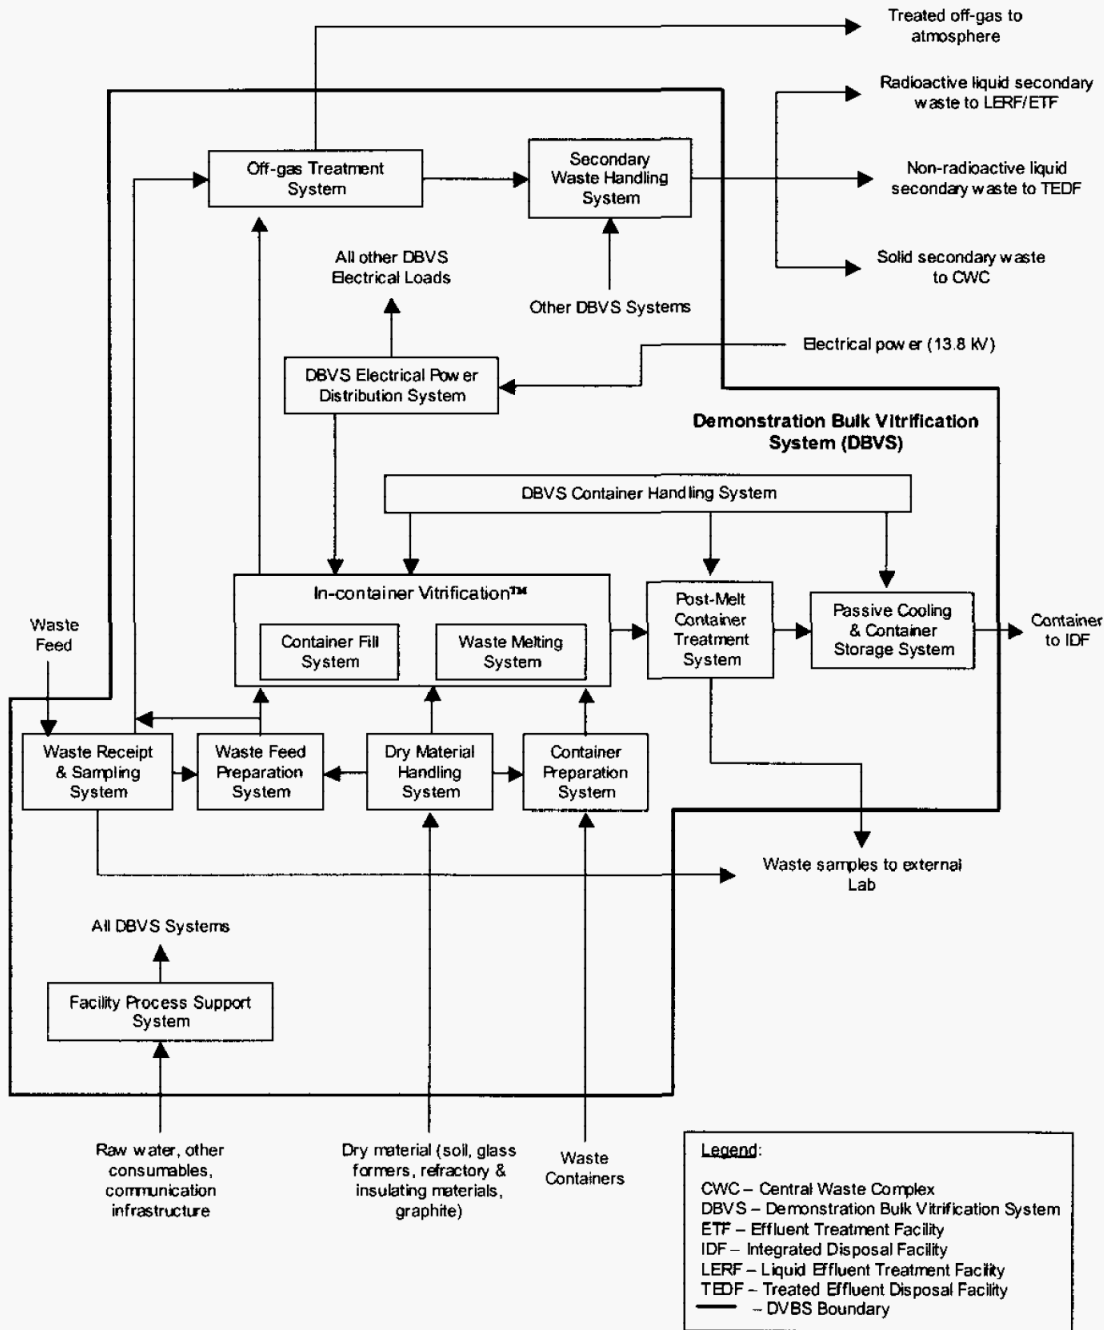 Treated off-gas to
atmosphere
Radioactive liquid secondary
waste to LERF/ETF
Off-gas Treatment
System
Secondary
Waste Handling
System
Non-radioactive liquid
secondary waste to TEDF
All other DBVS
Electrical Loads
Solid secondary waste
to CWC
Other DBVS Systems
Electrical power (13.8 kV)
DBVS Electrical Power
Distribution System
Demonstration Bulk Vitrification
System (DBVS)
DBVS Container Handling System
In-container Vitrification™
Container Fill
System
Waste Melting
System
Post-Melt
Container
Treatment
System
Passive Cooling
& Container
Storage System
Container
to IDF
Waste
Feed
Waste Receipt
& Sampling
System
Waste Feed
Preparation
System
Dry Material
Handling
System
Container
Preparation
System
Waste samples to external
Lab
All DBVS Systems
Facility Process Support
System
Raw water, other
consumables,
communication
infrastructure
Dry material (soil, glass
formers, refractory &
insulating materials,
graphite)
Waste
Containers
Legend:
CWC – Central Waste Complex
DBVS – Demonstration Bulk Vitrification System
ETF – Effluent Treatment Facility
IDF – Integrated Disposal Facility
LERF – Liquid Effluent Treatment Facility
TEDF – Treated Effluent Disposal Facility
– DVBS Boundary